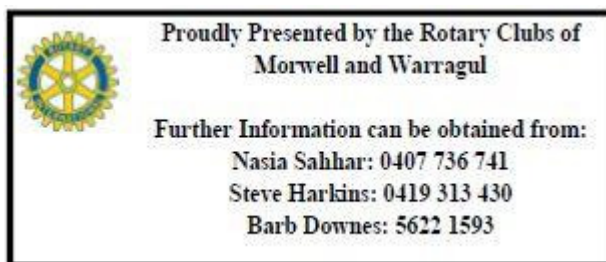 Proudly Presented by the Rotary Clubs of
Morwell and Warragul
Further Information can be obtained from:
Nasia Sahhar: 0407 736 741
Steve Harkins: 0419 313 430
Barb Downes: 5622 1593